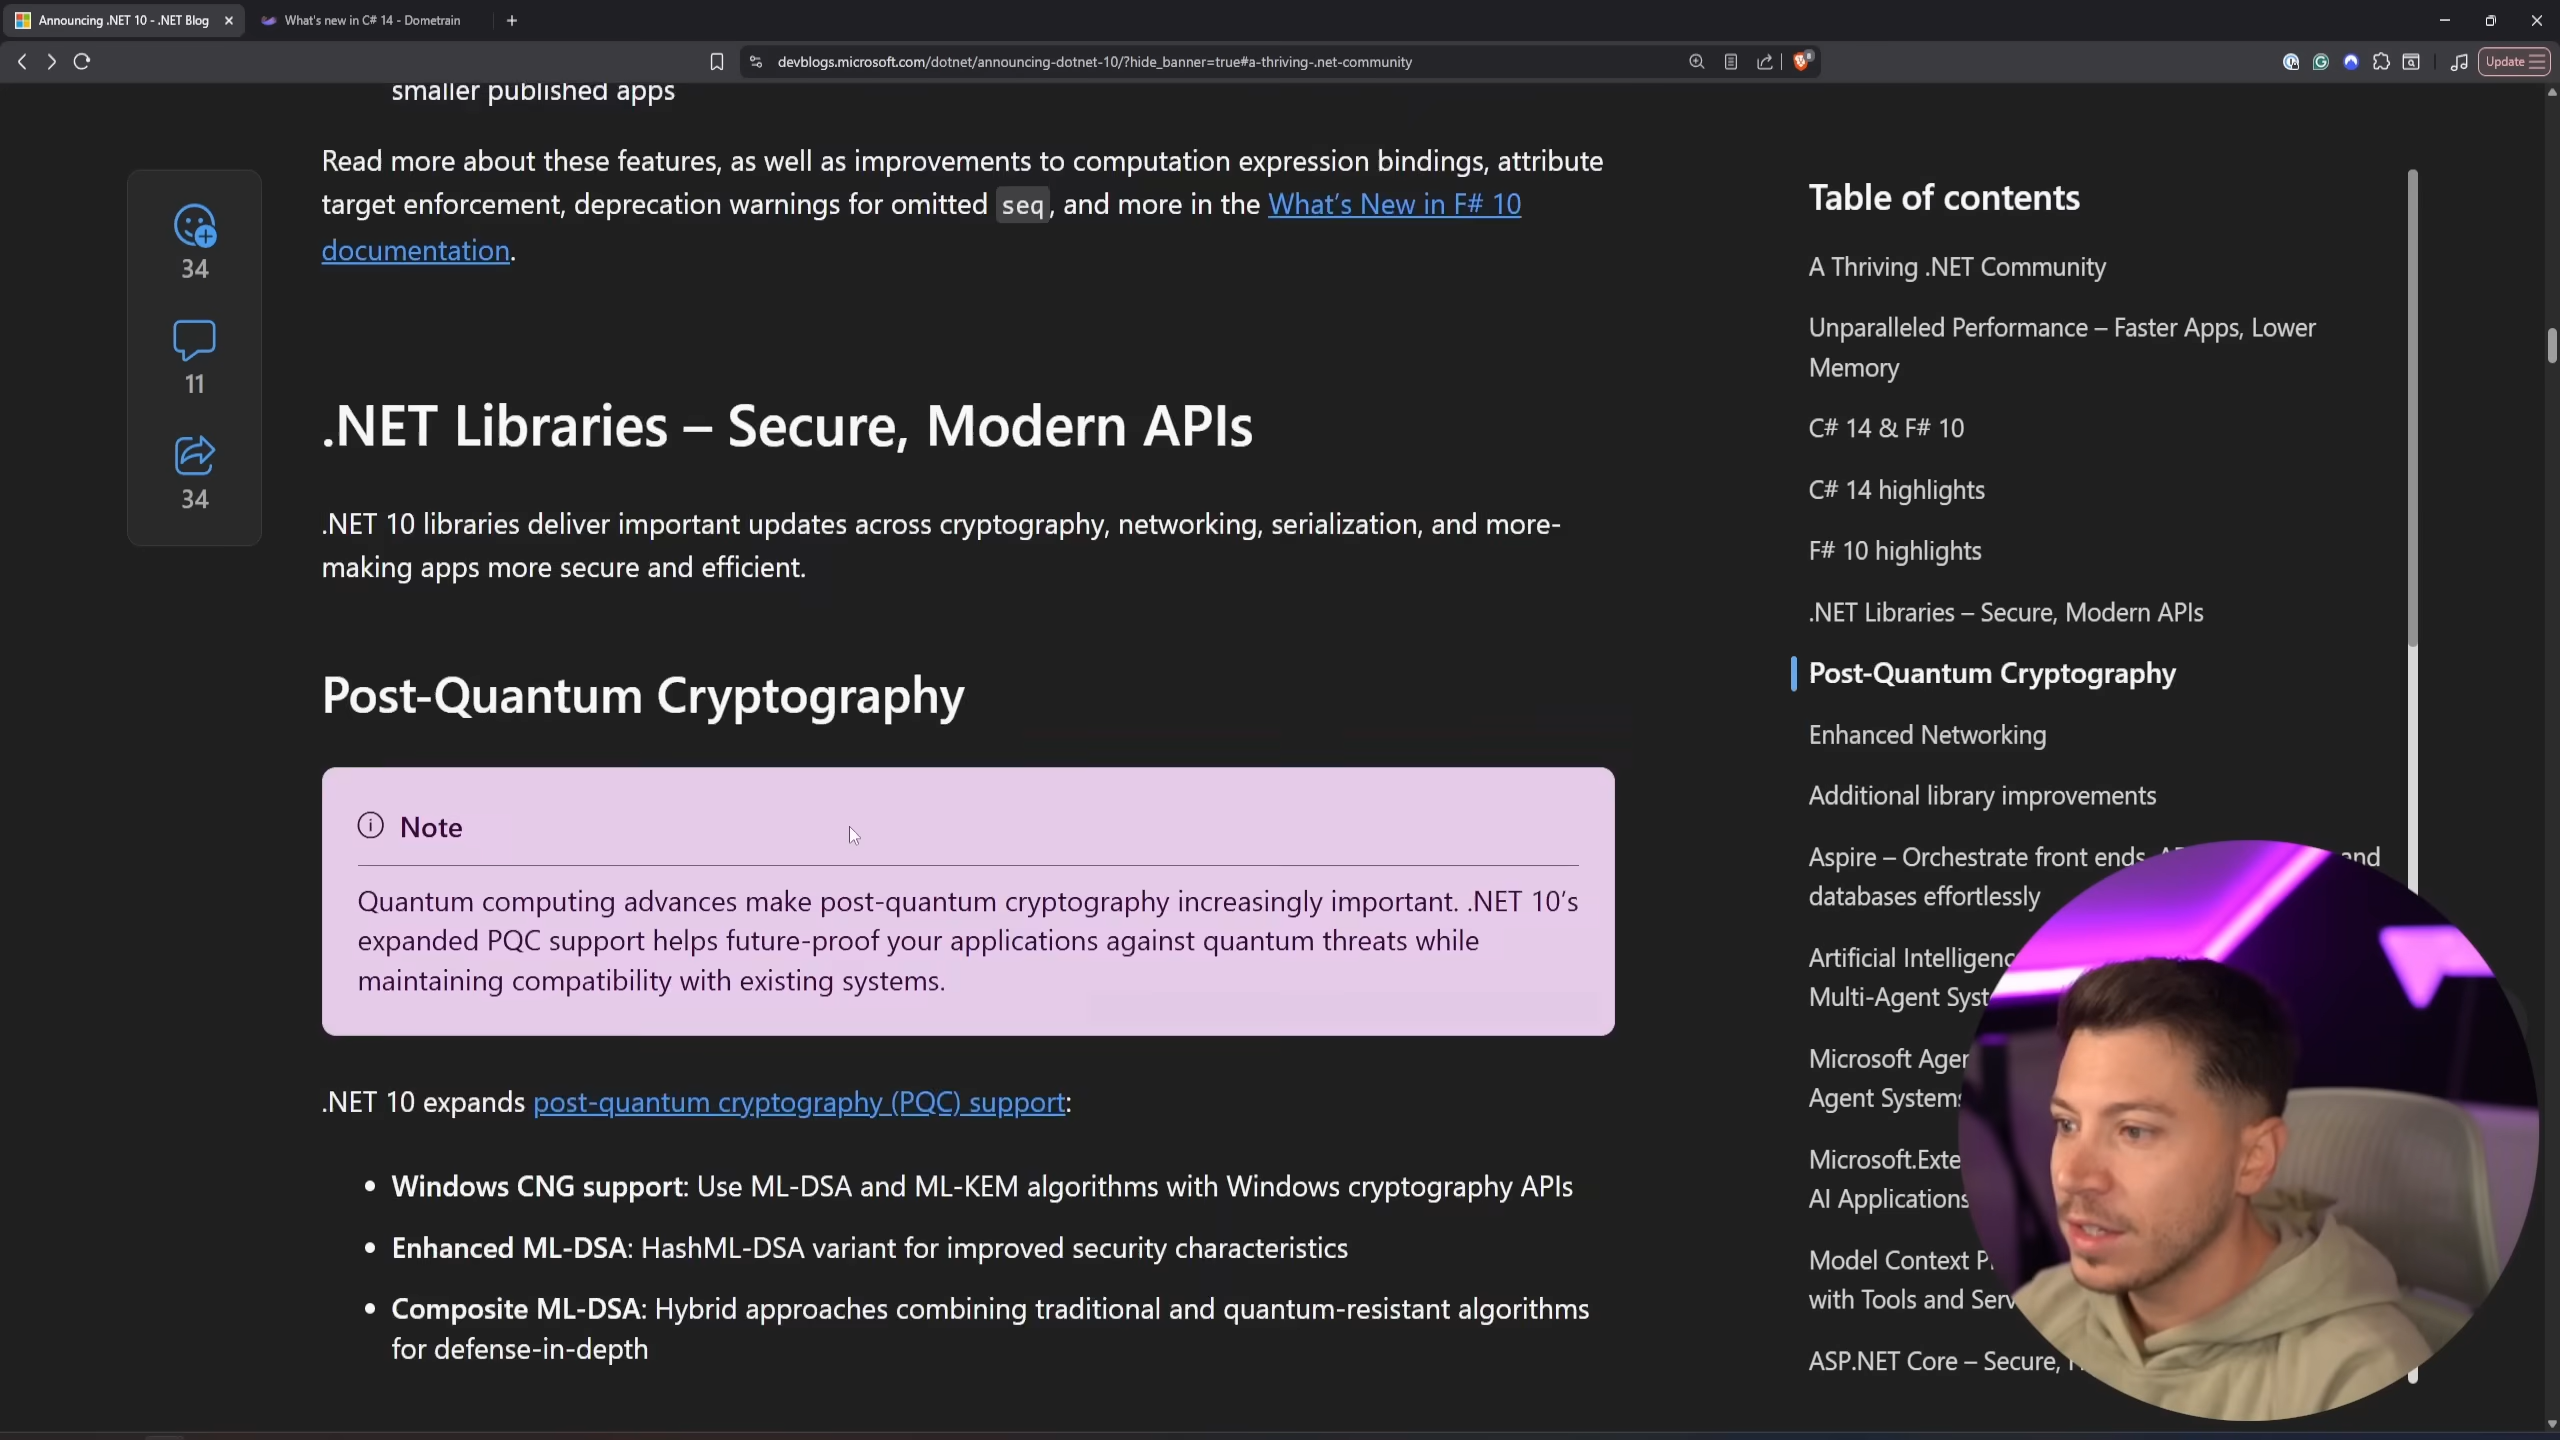 Announcing .NET 10 - .NET Blog
What's new in C# 14 - Dometrain
devblogs.microsoft.com/dotnet/announcing-dotnet-10/?hide_banner=true#a-thriving-.net-community
Update
smaller published apps
Read more about these features, as well as improvements to computation expression bindings, attribute
target enforcement, deprecation warnings for omitted seq, and more in the What's New in F# 10
documentation.
34
11
34
.NET Libraries – Secure, Modern APIs
.NET 10 libraries deliver important updates across cryptography, networking, serialization, and more-
making apps more secure and efficient.
Post-Quantum Cryptography
Note
Quantum computing advances make post-quantum cryptography increasingly important. .NET 10's
expanded PQC support helps future-proof your applications against quantum threats while
maintaining compatibility with existing systems.
.NET 10 expands post-quantum cryptography (PQC) support:
• Windows CNG support: Use ML-DSA and ML-KEM algorithms with Windows cryptography APIs
• Enhanced ML-DSA: HashML-DSA variant for improved security characteristics
• Composite ML-DSA: Hybrid approaches combining traditional and quantum-resistant algorithms
for defense-in-depth
Table of contents
A Thriving .NET Community
Unparalleled Performance – Faster Apps, Lower
Memory
C# 14 & F# 10
C# 14 highlights
F# 10 highlights
.NET Libraries – Secure, Modern APIs
Post-Quantum Cryptography
Enhanced Networking
Additional library improvements
Aspire – Orchestrate front ends, and
databases effortlessly
Artificial
Multi-Agent
Microsoft
Agent Systems
AI Applications
Model Context
with Tools and
ASP.NET Core – Secure,